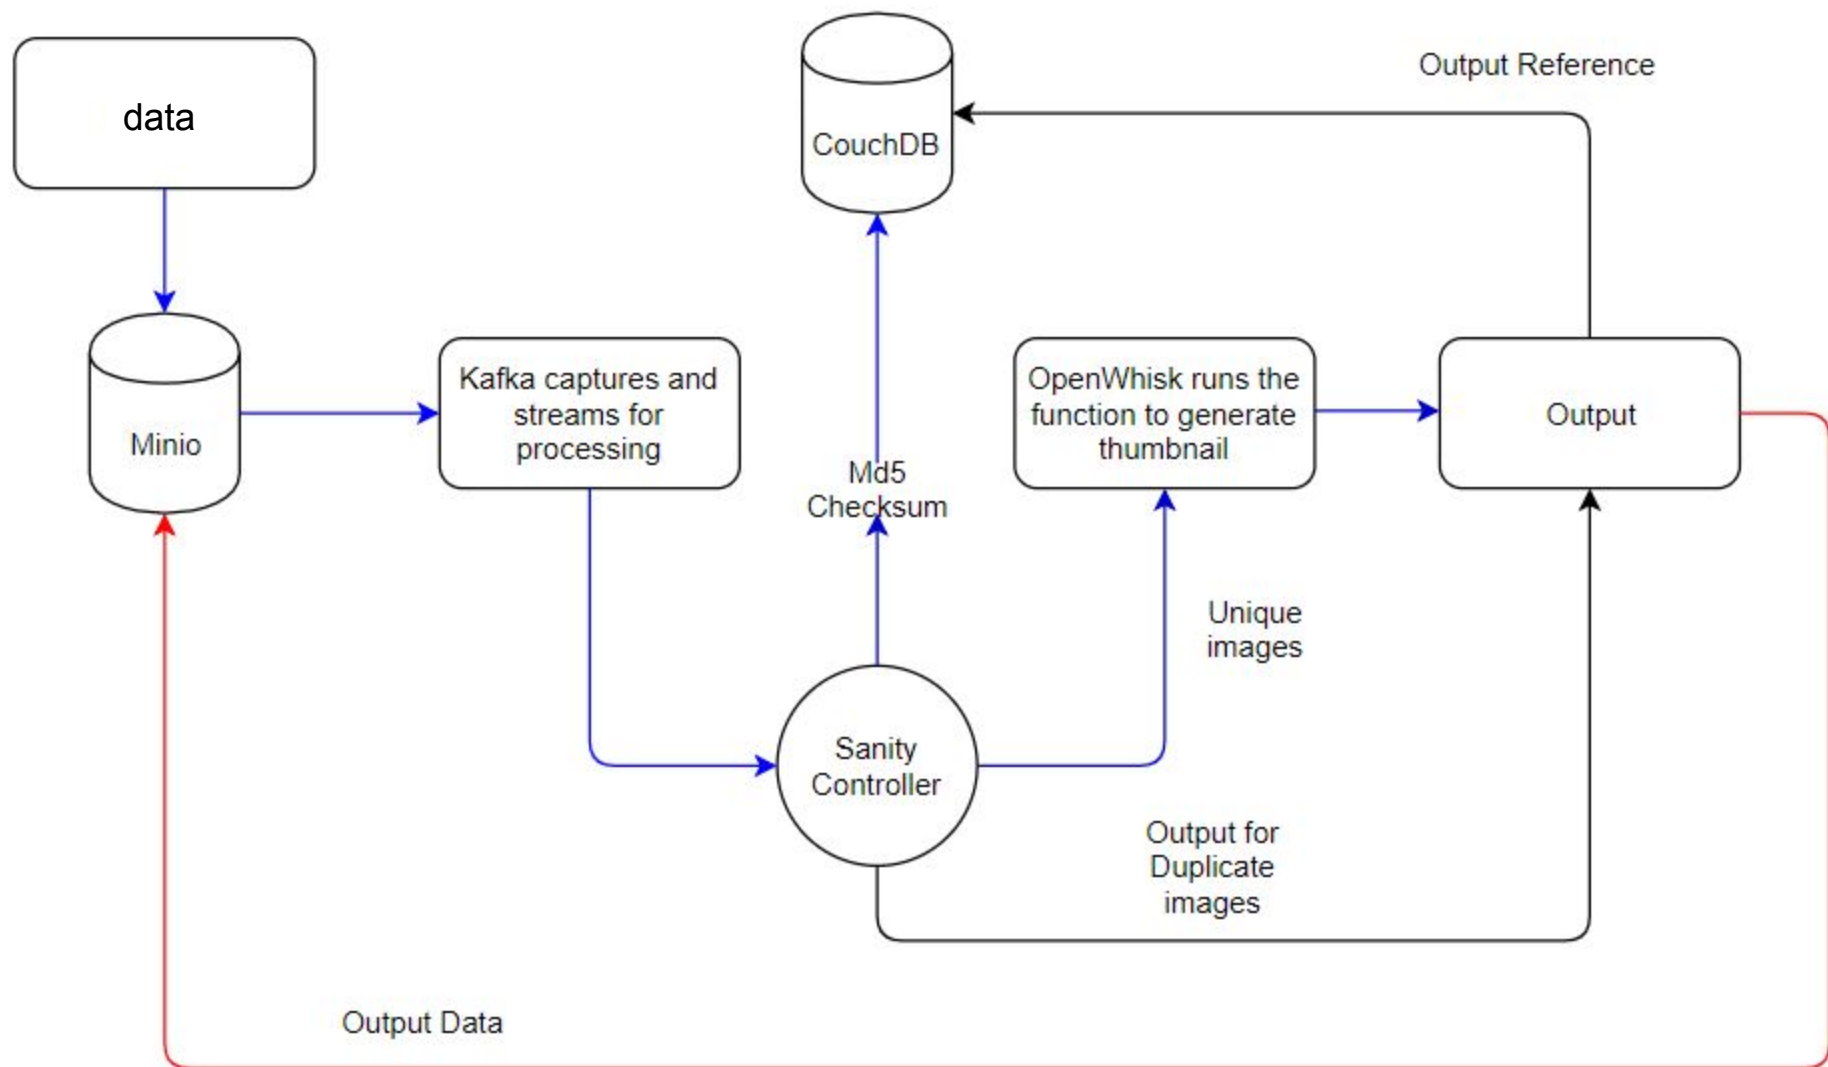 data
CouchDB
Output Reference
Minio
Kafka captures and
streams for
processing
Md5
Checksum
OpenWhisk runs the
function to generate
thumbnail
Output
Unique
images
Sanity
Controller
Output for
Duplicate
images
Output Data